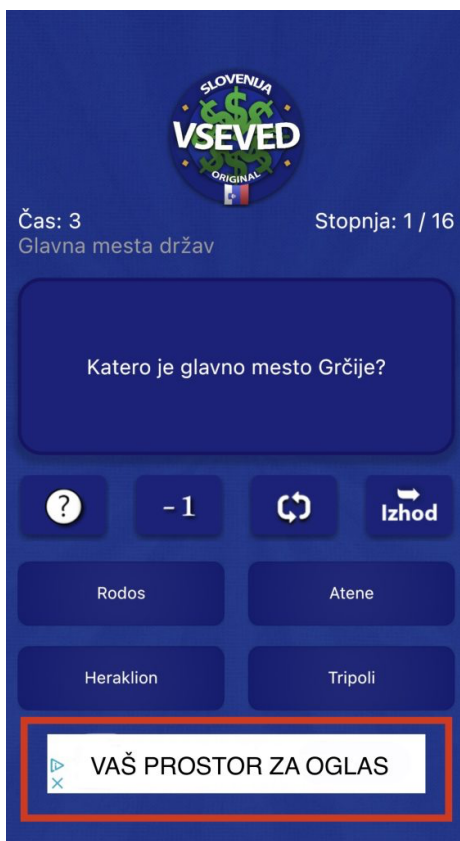 SLOVENIJA
VSEVED
ORIGINAL
Čas: 3
Stopnja: 1 / 16
Glavna mesta držav
Katero je glavno mesto Grčije?
?
-1
Izhod
Rodos
Atene
Heraklion
Tripoli
VAŠ PROSTOR ZA OGLAS